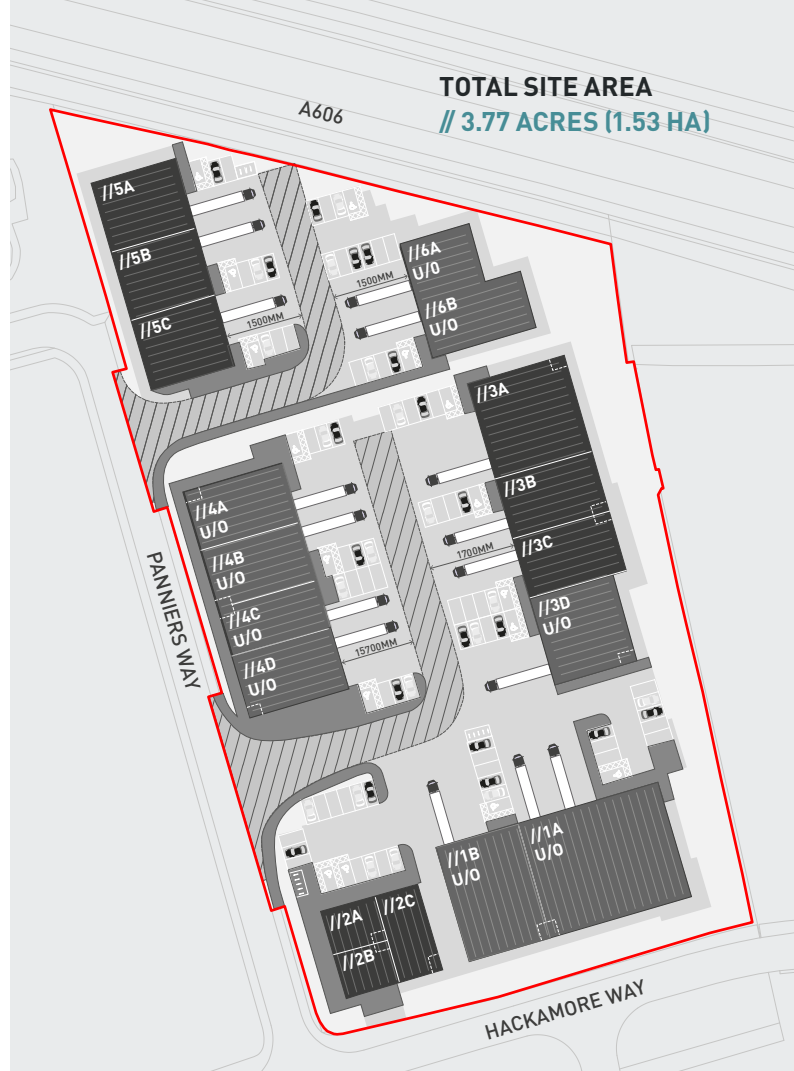 TOTAL SITE AREA
// 3.77 ACRES (1.53 HA)
A606
//5A
//5B
//5C
1500MM
1500MM
//6A
U/O
//6B
U/O
//3A
//3B
//3C
//3D
U/O
1700MM
//4A
U/O
//4B
U/O
//4C
U/O
//4D
U/O
15700MM
PANNIERS WAY
//1A
U/O
//1B
U/O
//2A
//2C
//2B
HACKAMORE WAY